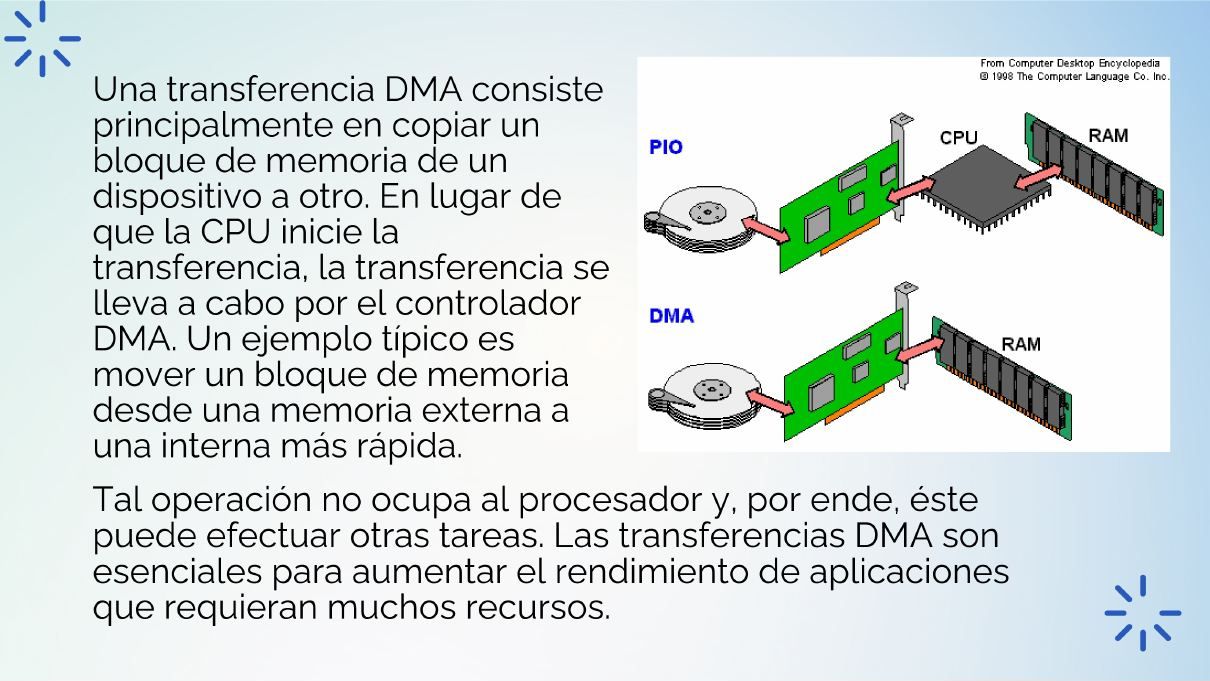 Una transferencia DMA consiste
principalmente en copiar un
bloque de memoria de un
dispositivo a otro. En lugar de
que la CPU inicie la
transferencia, la transferencia se
lleva a cabo por el controlador
DMA. Un ejemplo típico es
mover un bloque de memoria
desde una memoria externa a
una interna más rápida.
From Computer Desktop Encyclopedia
© 1998 The Computer Language Co. Inc.
PIO
CPU
RAM
DMA
RAM
Tal operación no ocupa al procesador y, por ende, éste
puede efectuar otras tareas. Las transferencias DMA son
esenciales para aumentar el rendimiento de aplicaciones
que requieran muchos recursos.